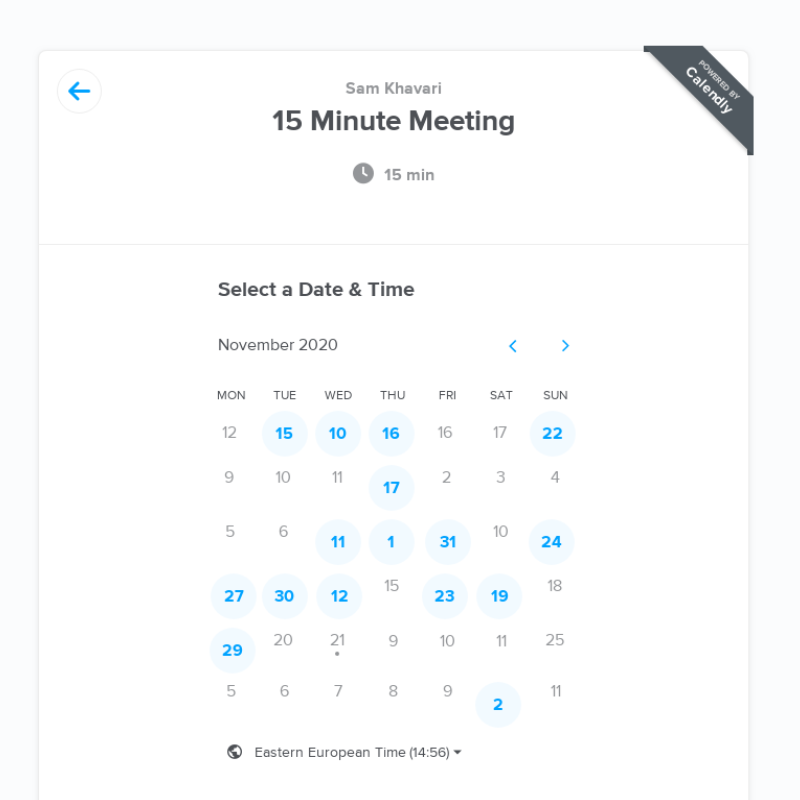 POWERED BY
Calendly
Sam Khavari
15 Minute Meeting
15 min
Select a Date & Time
November 2020
MON TUE WED THU FRI SAT SUN
12 15 10 16 16 17 22
9 10 11 17 2 3 4
5 6 11 1 31 10 24
27 30 12 15 23 19 18
29 20 21 9 10 11 25
5 6 7 8 9 2 11
Eastern European Time (14:56)